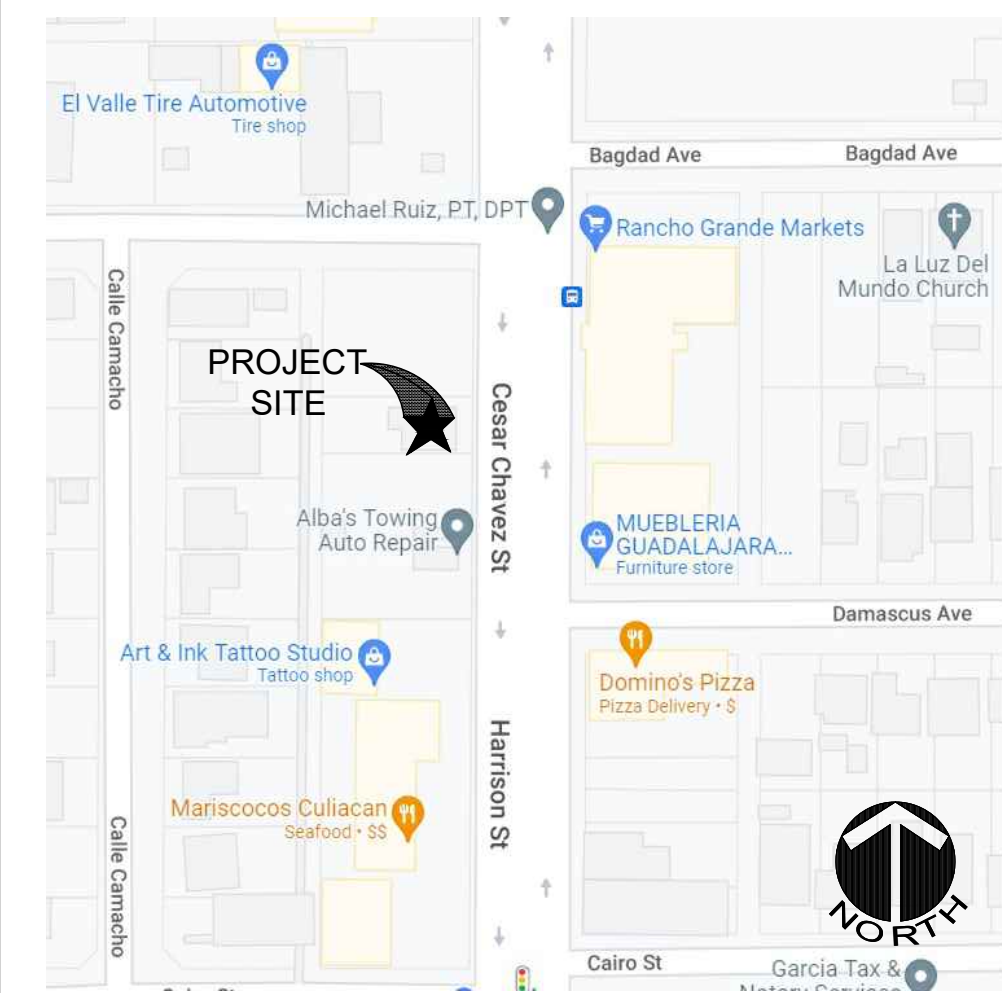 El Valle Tire Automotive
Tire shop
Bagdad Ave
Bagdad Ave
Michael Ruiz, PT, DPT
Rancho Grande Markets
La Luz Del
Mundo Church
Calle Camacho
PROJECT
SITE
Cesar Chavez St
Alba's Towing
Auto Repair
MUEBLERIA
GUADALAJARA...
Furniture store
Damascus Ave
Art & Ink Tattoo Studio
Tattoo shop
Domino's Pizza
Pizza Delivery • $
Harrison St
Mariscocos Culiacan
Seafood • $$
Calle Camacho
NORTH
Cairo St
Garcia Tax &
Notary Services